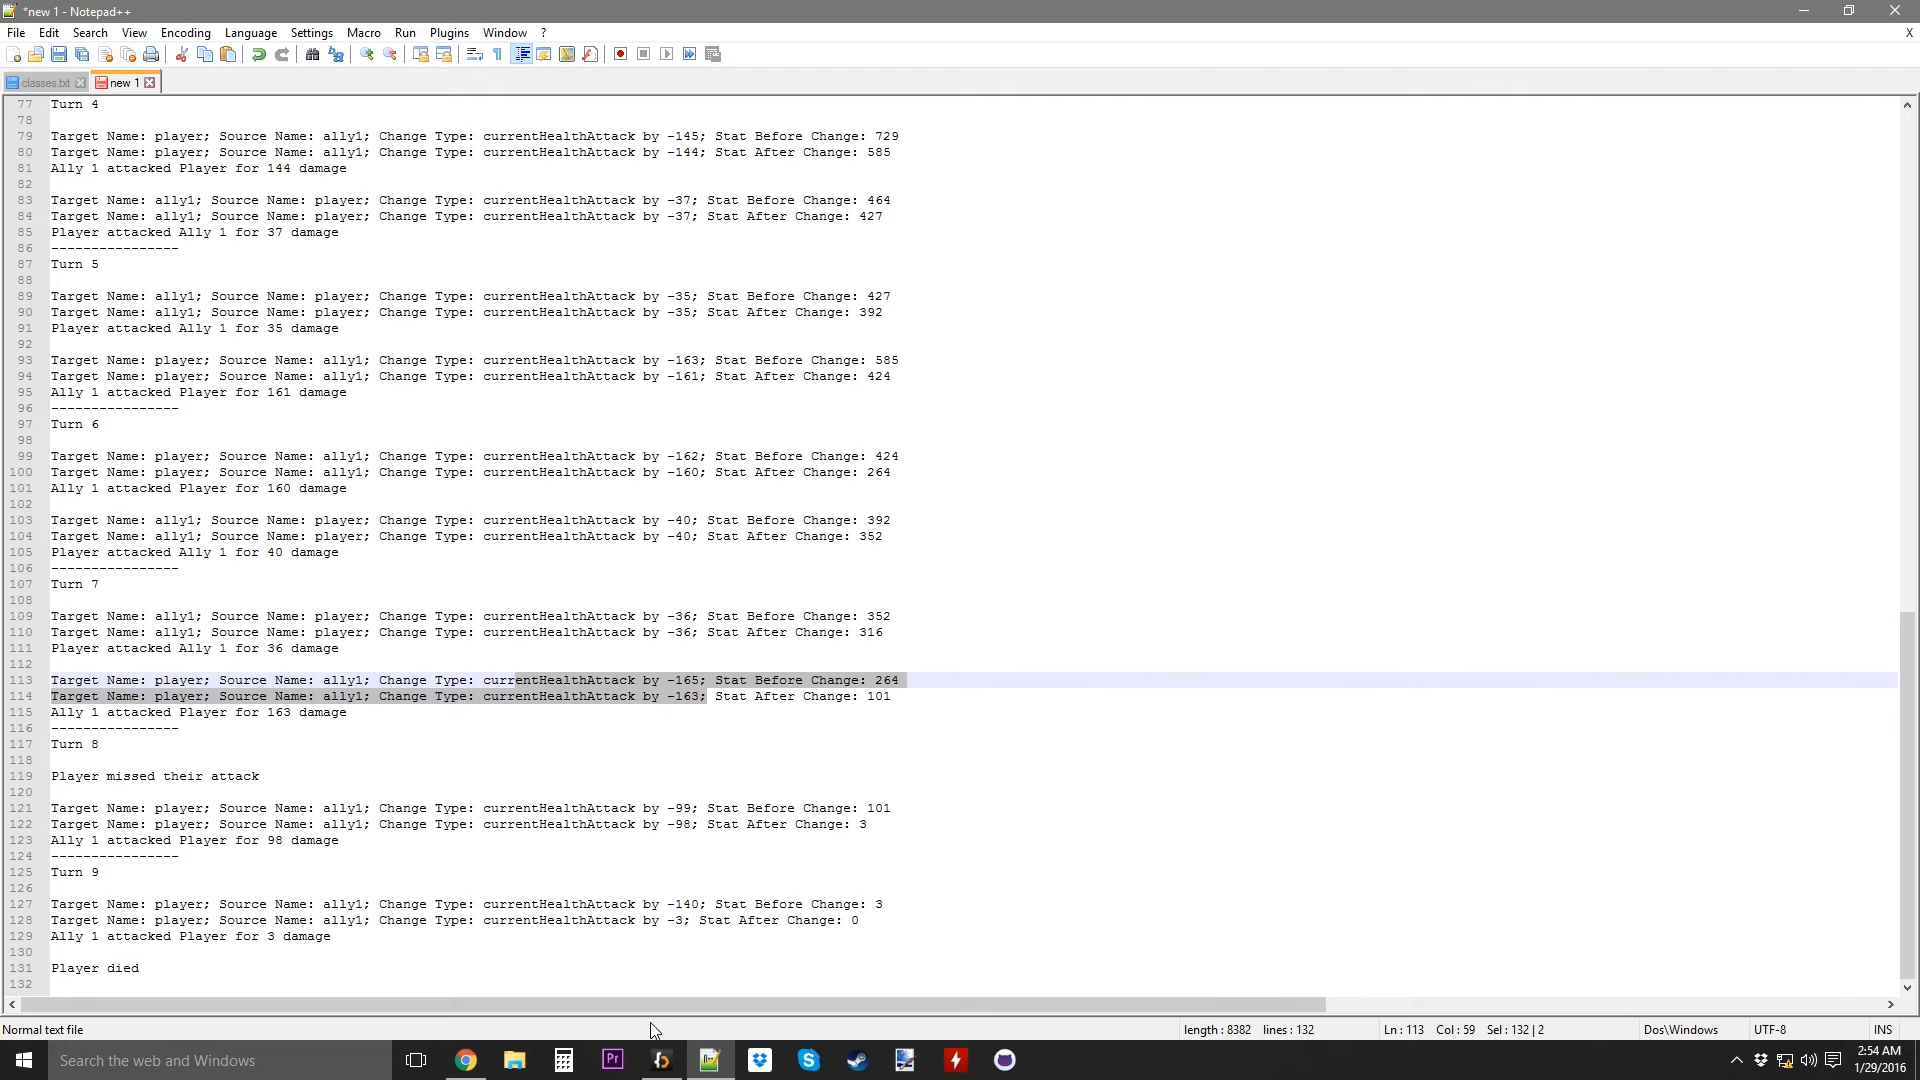 *new 1 - Notepad++
File Edit Search View Encoding Language Settings Macro Run Plugins Window ? X
classes.txt new 1
77 Turn 4
78
79 Target Name: player; Source Name: ally1; Change Type: currentHealthAttack by -145; Stat Before Change: 729
80 Target Name: player; Source Name: ally1; Change Type: currentHealthAttack by -144; Stat After Change: 585
81 Ally 1 attacked Player for 144 damage
82
83 Target Name: ally1; Source Name: player; Change Type: currentHealthAttack by -37; Stat Before Change: 464
84 Target Name: ally1; Source Name: player; Change Type: currentHealthAttack by -37; Stat After Change: 427
85 Player attacked Ally 1 for 37 damage
86 ----------------
87 Turn 5
88
89 Target Name: ally1; Source Name: player; Change Type: currentHealthAttack by -35; Stat Before Change: 427
90 Target Name: ally1; Source Name: player; Change Type: currentHealthAttack by -35; Stat After Change: 392
91 Player attacked Ally 1 for 35 damage
92
93 Target Name: player; Source Name: ally1; Change Type: currentHealthAttack by -163; Stat Before Change: 585
94 Target Name: player; Source Name: ally1; Change Type: currentHealthAttack by -161; Stat After Change: 424
95 Ally 1 attacked Player for 161 damage
96 ----------------
97 Turn 6
98
99 Target Name: player; Source Name: ally1; Change Type: currentHealthAttack by -162; Stat Before Change: 424
100 Target Name: player; Source Name: ally1; Change Type: currentHealthAttack by -160; Stat After Change: 264
101 Ally 1 attacked Player for 160 damage
102
103 Target Name: ally1; Source Name: player; Change Type: currentHealthAttack by -40; Stat Before Change: 392
104 Target Name: ally1; Source Name: player; Change Type: currentHealthAttack by -40; Stat After Change: 352
105 Player attacked Ally 1 for 40 damage
106 ----------------
107 Turn 7
108
109 Target Name: ally1; Source Name: player; Change Type: currentHealthAttack by -36; Stat Before Change: 352
110 Target Name: ally1; Source Name: player; Change Type: currentHealthAttack by -36; Stat After Change: 316
111 Player attacked Ally 1 for 36 damage
112
113 Target Name: player; Source Name: ally1; Change Type: currentHealthAttack by -165; Stat Before Change: 264
114 Target Name: player; Source Name: ally1; Change Type: currentHealthAttack by -163; Stat After Change: 101
115 Ally 1 attacked Player for 163 damage
116 ----------------
117 Turn 8
118
119 Player missed their attack
120
121 Target Name: player; Source Name: ally1; Change Type: currentHealthAttack by -99; Stat Before Change: 101
122 Target Name: player; Source Name: ally1; Change Type: currentHealthAttack by -98; Stat After Change: 3
123 Ally 1 attacked Player for 98 damage
124 ----------------
125 Turn 9
126
127 Target Name: player; Source Name: ally1; Change Type: currentHealthAttack by -140; Stat Before Change: 3
128 Target Name: player; Source Name: ally1; Change Type: currentHealthAttack by -3; Stat After Change: 0
129 Ally 1 attacked Player for 3 damage
130
131 Player died
132
Normal text file length : 8382 lines : 132 Ln : 113 Col : 59 Sel : 132 | 2 Dos\Windows UTF-8 INS
Search the web and Windows Pr 2:54 AM
1/29/2016